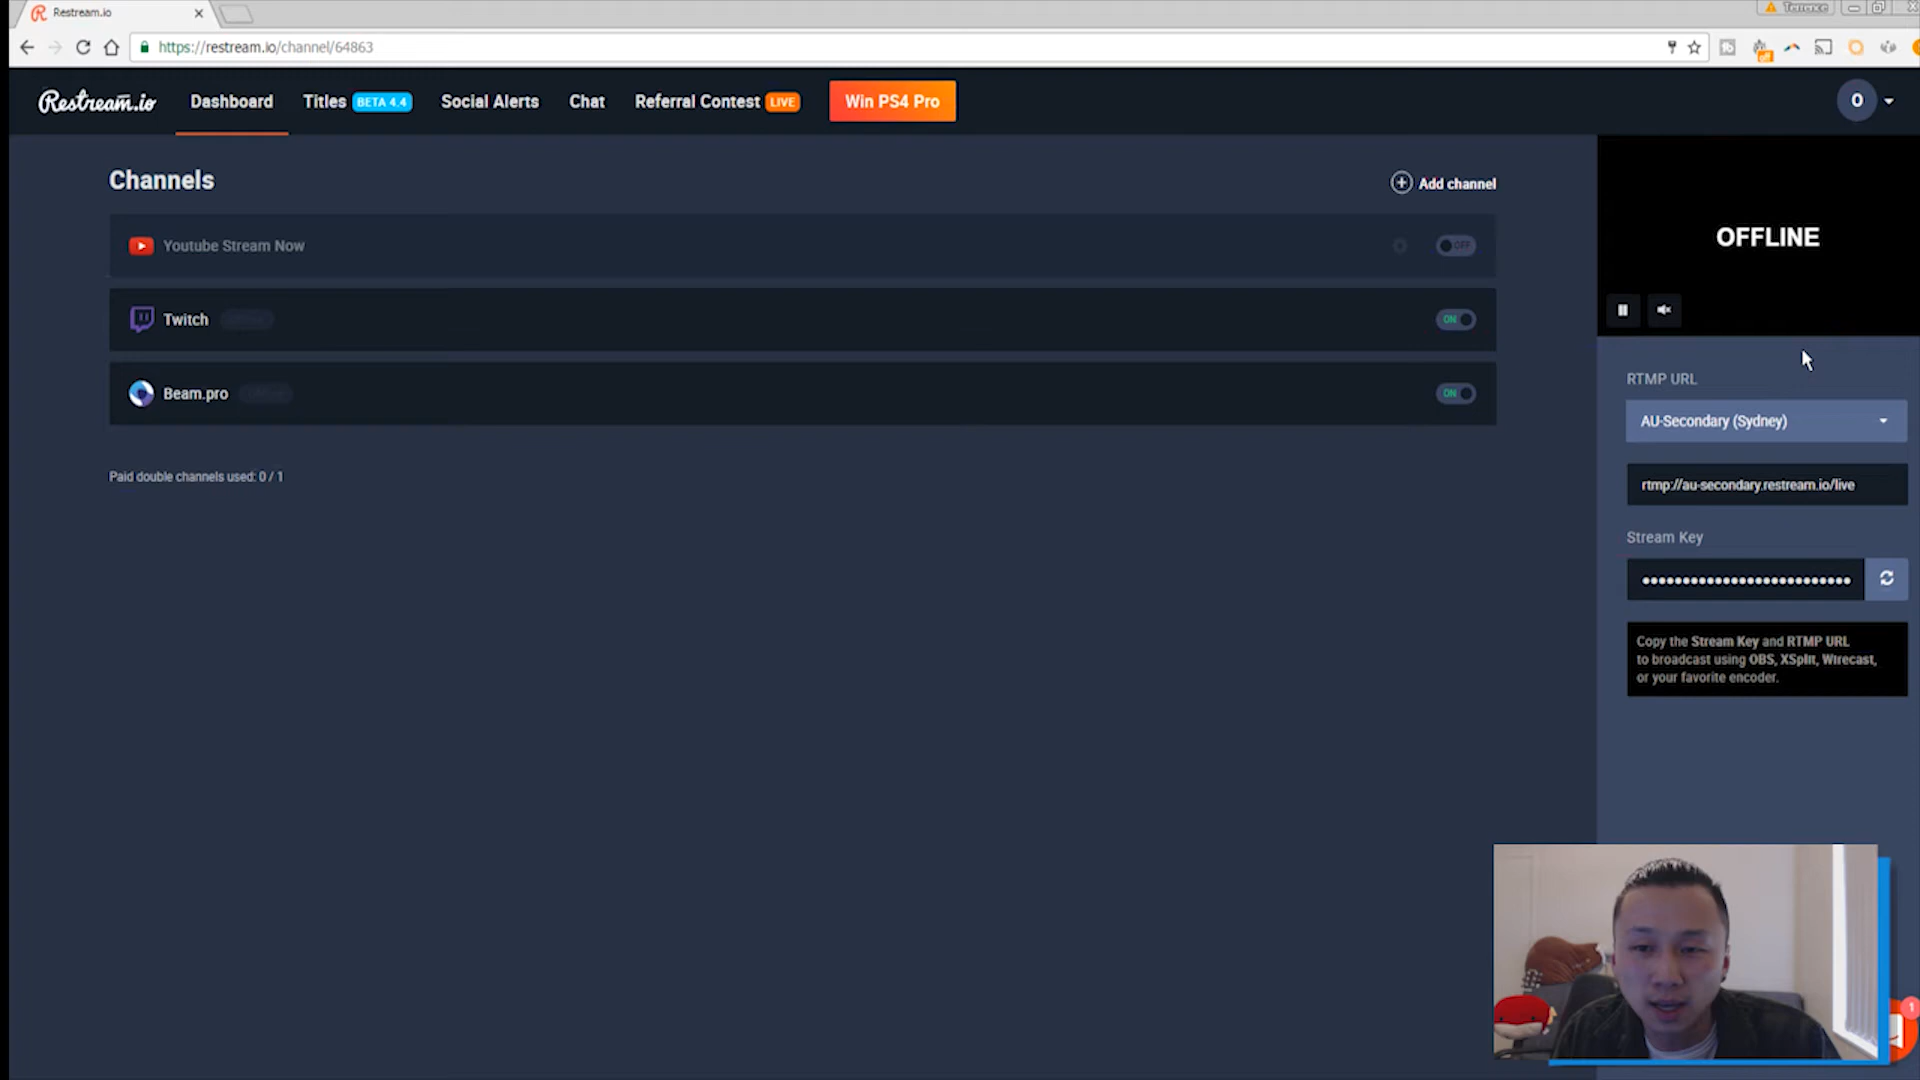 Restream.io
Terrence
https://restream.io/channel/64863
Restream.io Dashboard Titles BETA 4.4 Social Alerts Chat Referral Contest LIVE Win PS4 Pro 0
Channels
Add channel
OFFLINE
Youtube Stream Now OFF
Twitch ON
Beam.pro ON
Paid double channels used: 0 / 1
RTMP URL
AU-Secondary (Sydney)
rtmp://au-secondary.restream.io/live
Stream Key
Copy the Stream Key and RTMP URL
to broadcast using OBS, XSplit, Wirecast,
or your favorite encoder.
1